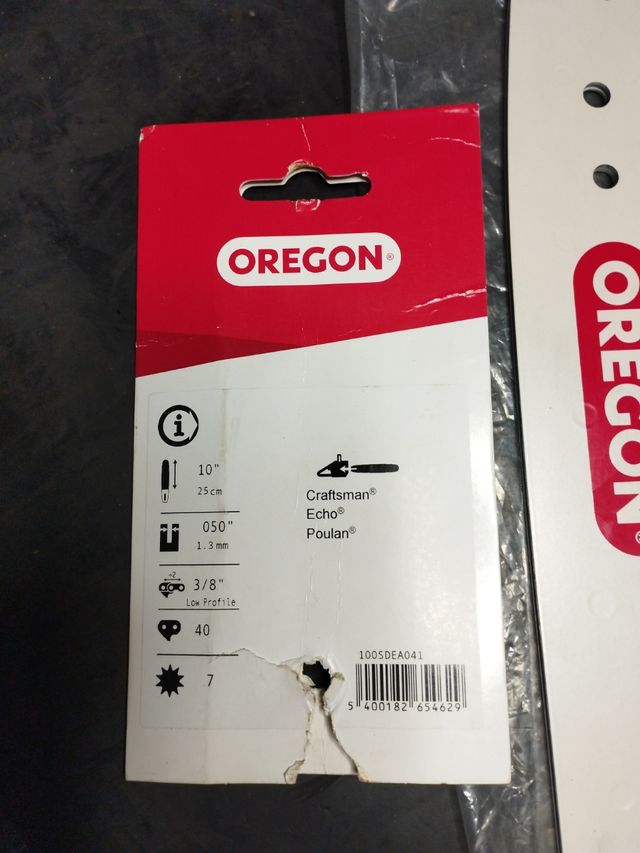 OREGON®
10"
25cm
050"
1.3mm
÷2
3/8"
Low Profile
40
7
Craftsman®
Echo®
Poulan®
100SDEA041
5 400182 654629
OREGON®